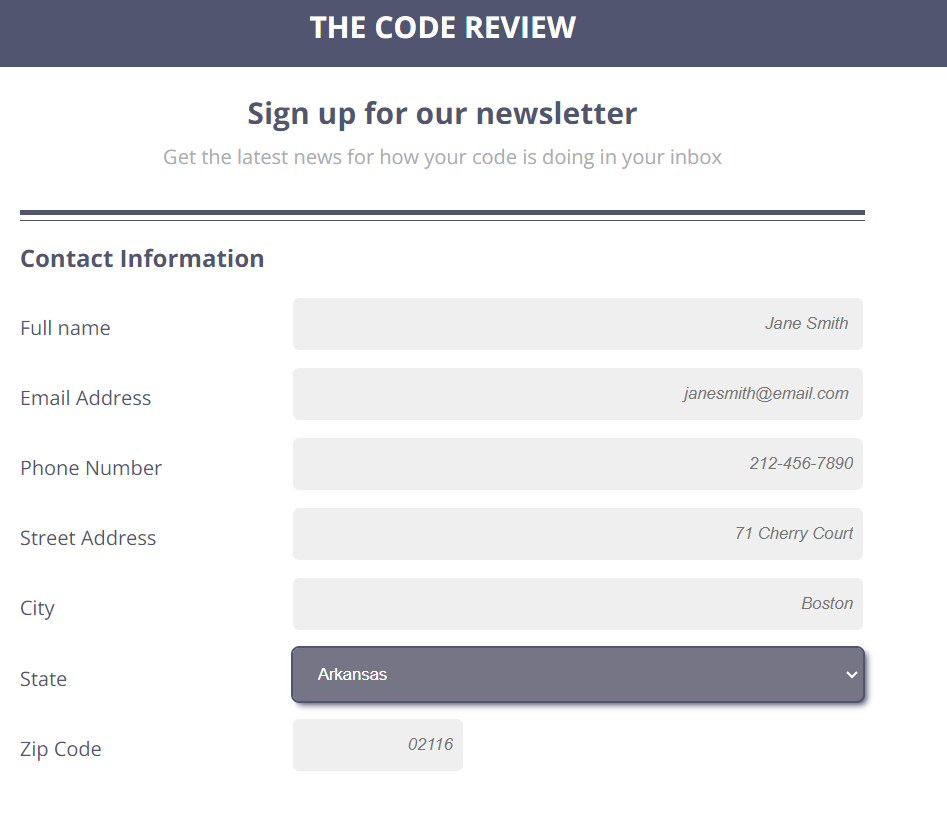 THE CODE REVIEW
Sign up for our newsletter
Get the latest news for how your code is doing in your inbox
Contact Information
Full name Jane Smith
Email Address janesmith@email.com
Phone Number 212-456-7890
Street Address 71 Cherry Court
City Boston
State Arkansas
Zip Code 02116